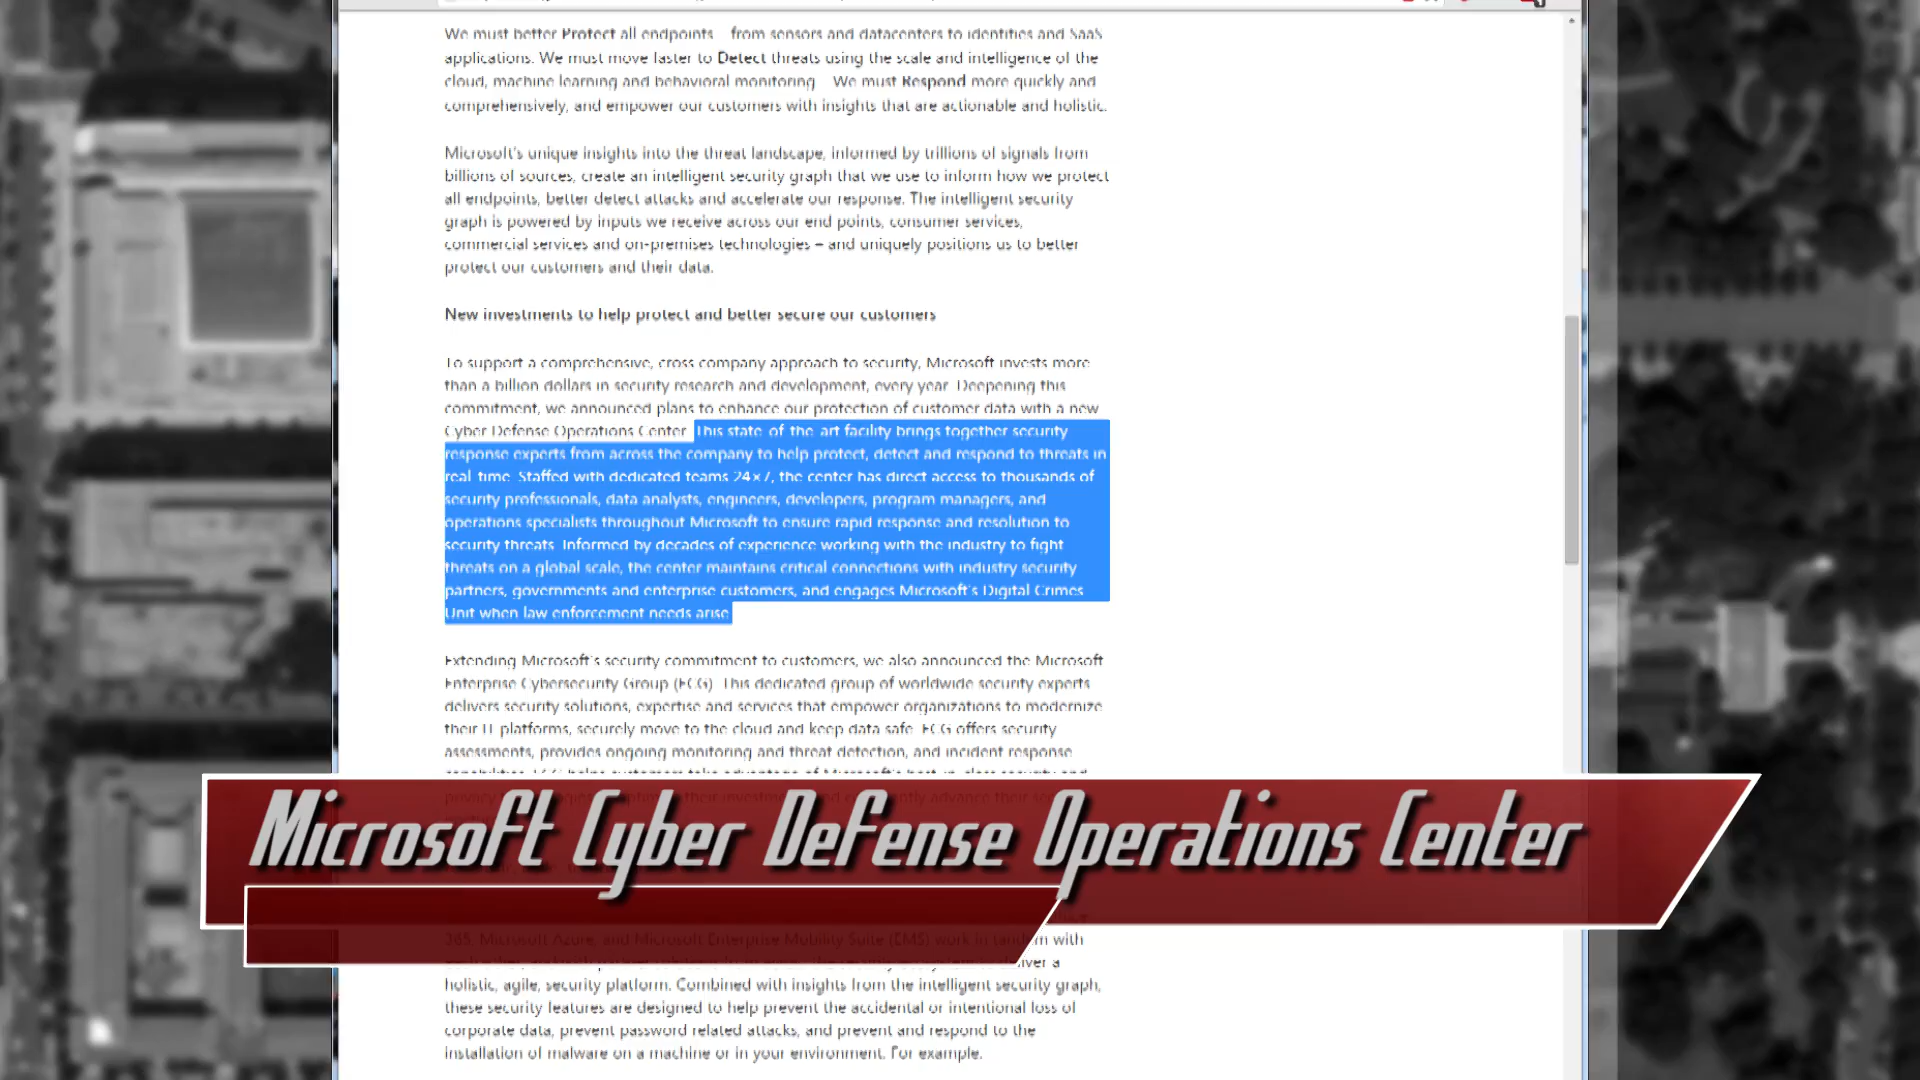 We must better Protect all endpoints from sensors and datacenters to identities and SaaS
applications. We must move faster to Detect threats using the scale and intelligence of the
cloud, machine learning and behavioral monitoring We must Respond more quickly and
comprehensively, and empower our customers with insights that are actionable and holistic.
Microsoft's unique insights into the threat landscape, informed by trillions of signals from
billions of sources, create an intelligent security graph that we use to inform how we protect
all endpoints, better detect attacks and accelerate our response. The intelligent security
graph is powered by inputs we receive across our end points, consumer services,
commercial services and on-premises technologies – and uniquely positions us to better
protect our customers and their data.
New investments to help protect and better secure our customers
To support a comprehensive, cross company approach to security, Microsoft invests more
than a billion dollars in security research and development, every year. Deepening this
commitment, we announced plans to enhance our protection of customer data with a new
Cyber Defense Operations Center. This state of the art facility brings together security
response experts from across the company to help protect, detect and respond to threats in
real time. Staffed with dedicated teams 24x7, the center has direct access to thousands of
security professionals, data analysts, engineers, developers, program managers, and
operations specialists throughout Microsoft to ensure rapid response and resolution to
security threats. Informed by decades of experience working with the industry to fight
threats on a global scale, the center maintains critical connections with industry security
partners, governments and enterprise customers, and engages Microsoft's Digital Crimes
Unit when law enforcement needs arise.
Extending Microsoft's security commitment to customers, we also announced the Microsoft
Enterprise Cybersecurity Group (ECG). This dedicated group of worldwide security experts
delivers security solutions, expertise and services that empower organizations to modernize
their IT platforms, securely move to the cloud and keep data safe. ECG offers security
assessments, provides ongoing monitoring and threat detection, and incident response
Microsoft Cyber Defense Operations Center
365, Microsoft Azure, and Microsoft Enterprise Mobility Suite (EMS) work in tandem with
holistic, agile, security platform. Combined with insights from the intelligent security graph,
these security features are designed to help prevent the accidental or intentional loss of
corporate data, prevent password related attacks, and prevent and respond to the
installation of malware on a machine or in your environment. For example.